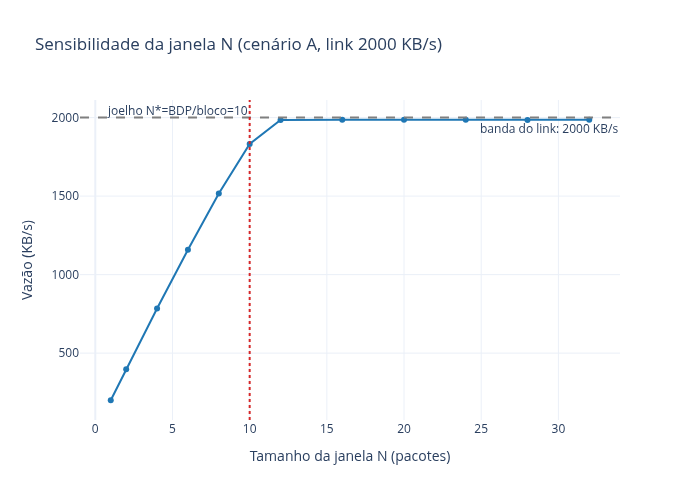 Sensibilidade da janela N (cenário A, link 2000 KB/s)
joelho N*=BDP/bloco=10
banda do link: 2000 KB/s
2000
1500
1000
500
Vazão (KB/s)
0 5 10 15 20 25 30
Tamanho da janela N (pacotes)